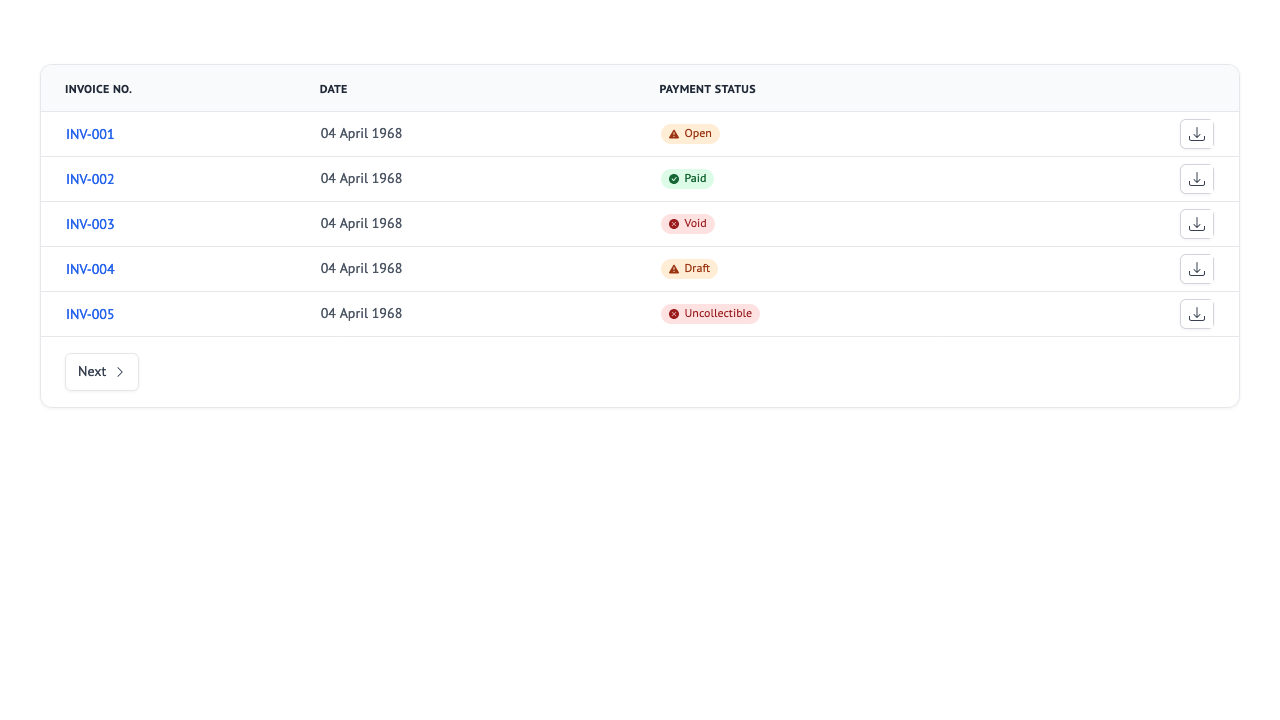 INVOICE NO. DATE PAYMENT STATUS
INV-001 04 April 1968 Open
INV-002 04 April 1968 Paid
INV-003 04 April 1968 Void
INV-004 04 April 1968 Draft
INV-005 04 April 1968 Uncollectible
Next